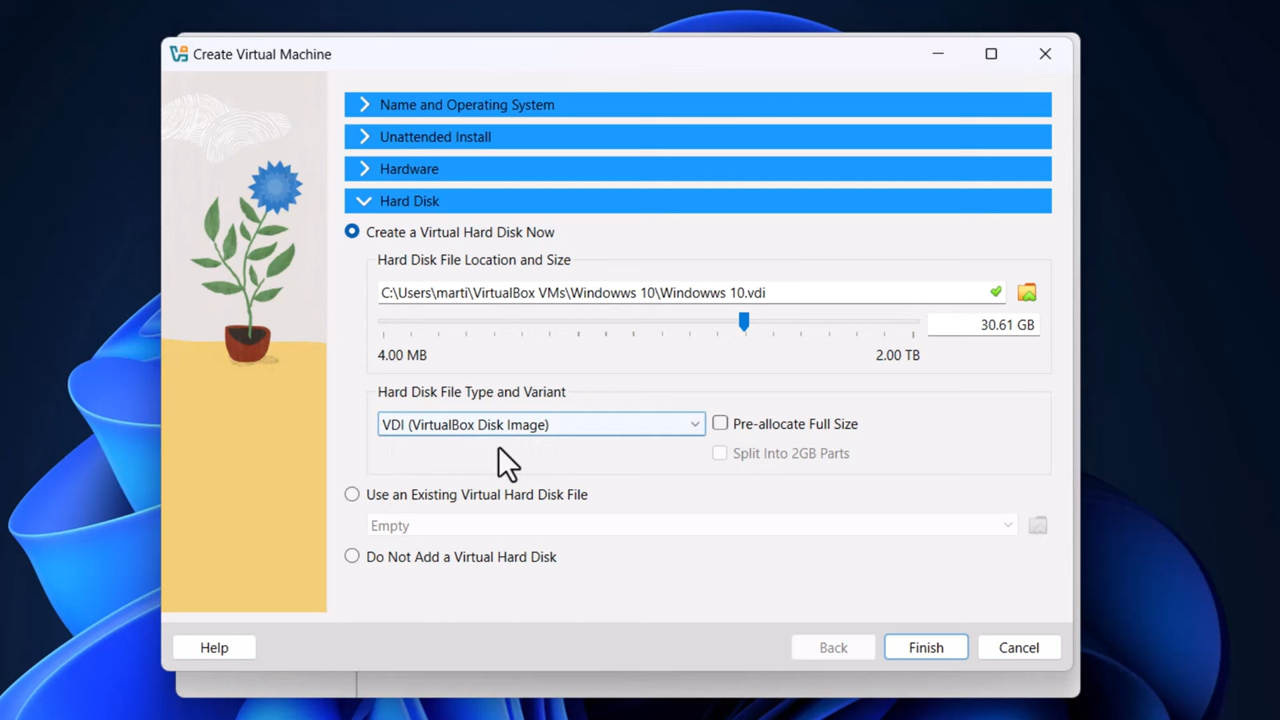 Create Virtual Machine
Name and Operating System
Unattended Install
Hardware
Hard Disk
Create a Virtual Hard Disk Now
Hard Disk File Location and Size
C:\Users\marti\VirtualBox VMs\Windowws 10\Windowws 10.vdi
30.61 GB
4.00 MB 2.00 TB
Hard Disk File Type and Variant
VDI (VirtualBox Disk Image) Pre-allocate Full Size
Split Into 2GB Parts
Use an Existing Virtual Hard Disk File
Empty
Do Not Add a Virtual Hard Disk
Help Back Finish Cancel